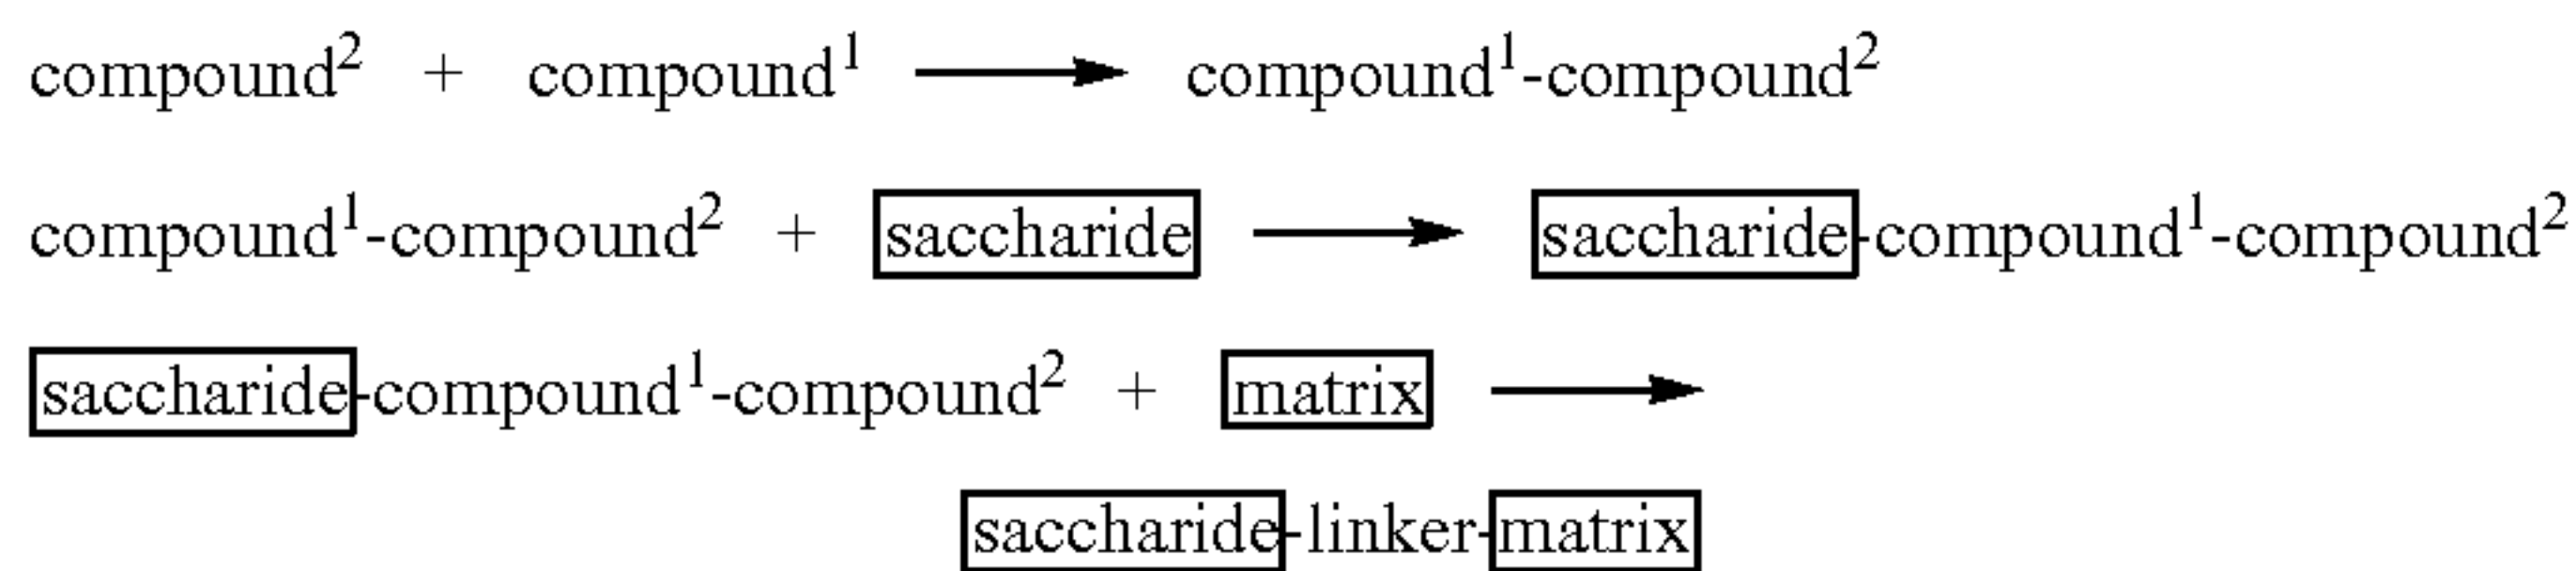 compound² + compound¹ ⟶ compound¹-compound²
compound¹-compound² + saccharide ⟶ saccharide-compound¹-compound²
saccharide-compound¹-compound² + matrix ⟶
saccharide-linker-matrix